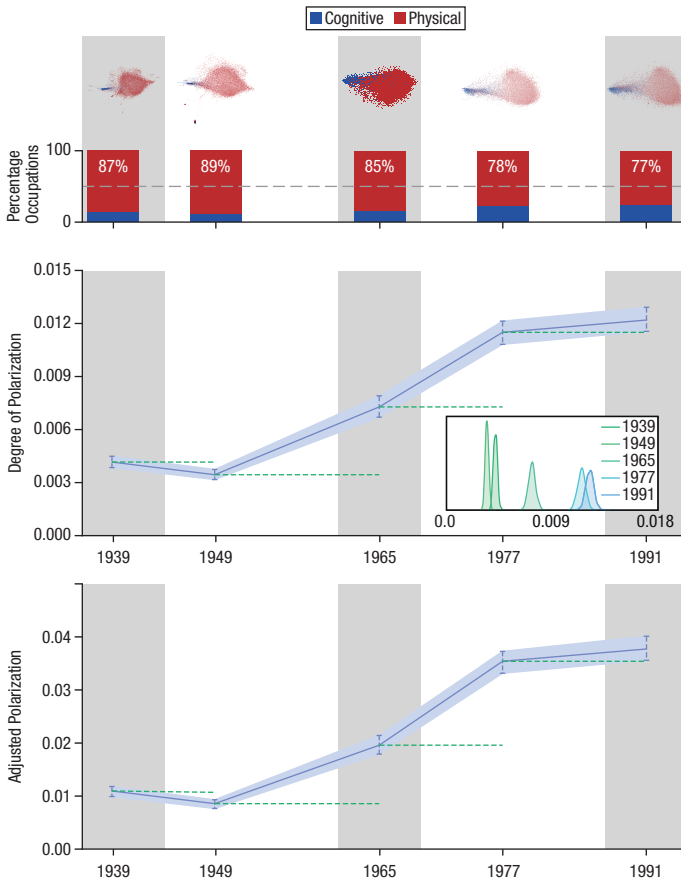 Cognitive Physical
Percentage
Occupations
100
0
87% 89% 85% 78% 77%
Degree of Polarization
0.015
0.012
0.009
0.006
0.003
0.000
1939
1949
1965
1977
1991
0.0 0.009 0.018
1939 1949 1965 1977 1991
Adjusted Polarization
0.04
0.03
0.02
0.01
0.00
1939 1949 1965 1977 1991